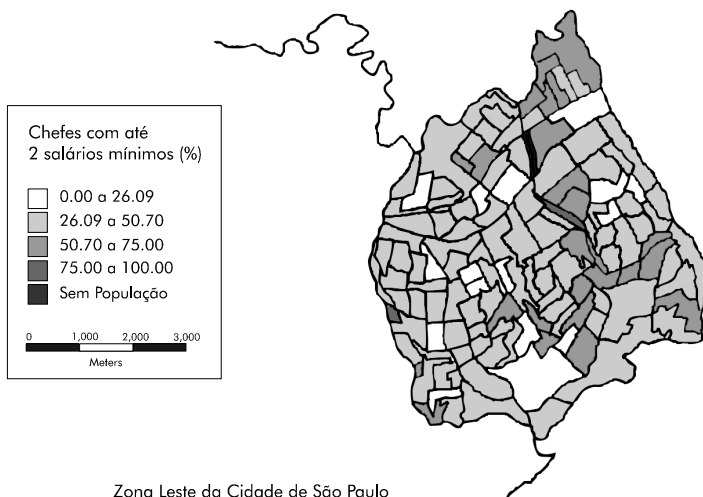 Chefes com até
2 salários mínimos (%)
0.00 a 26.09
26.09 a 50.70
50.70 a 75.00
75.00 a 100.00
Sem População
0 1,000 2,000 3,000
Meters
Zona Leste da Cidade de São Paulo